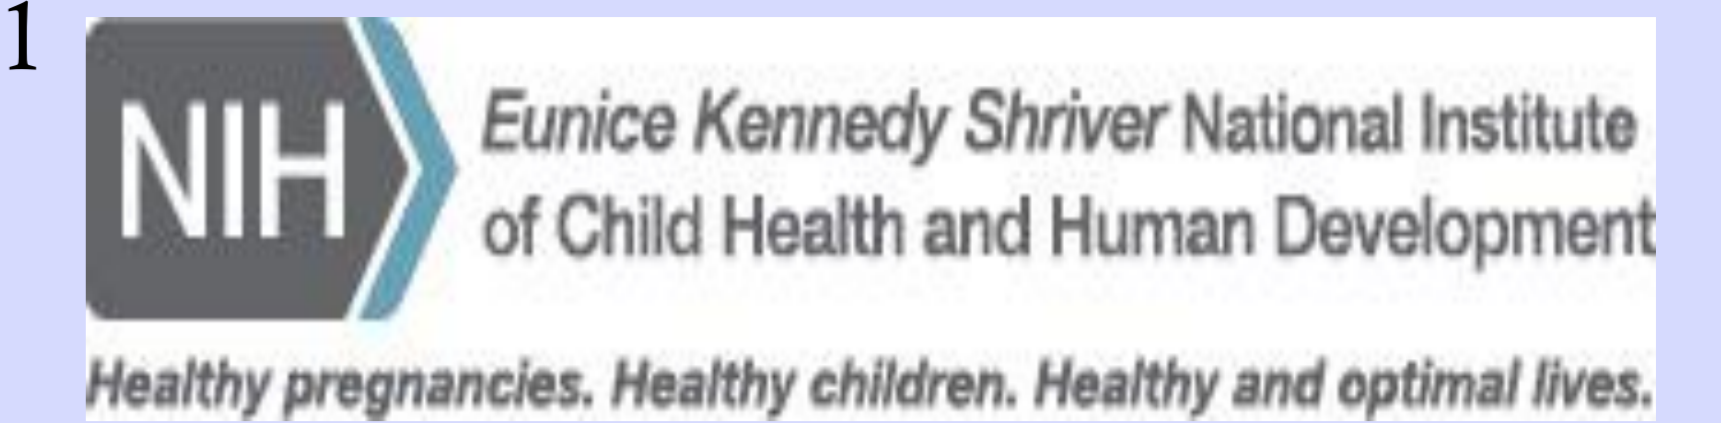 1
NIH
Eunice Kennedy Shriver National Institute
of Child Health and Human Development
Healthy pregnancies. Healthy children. Healthy and optimal lives.